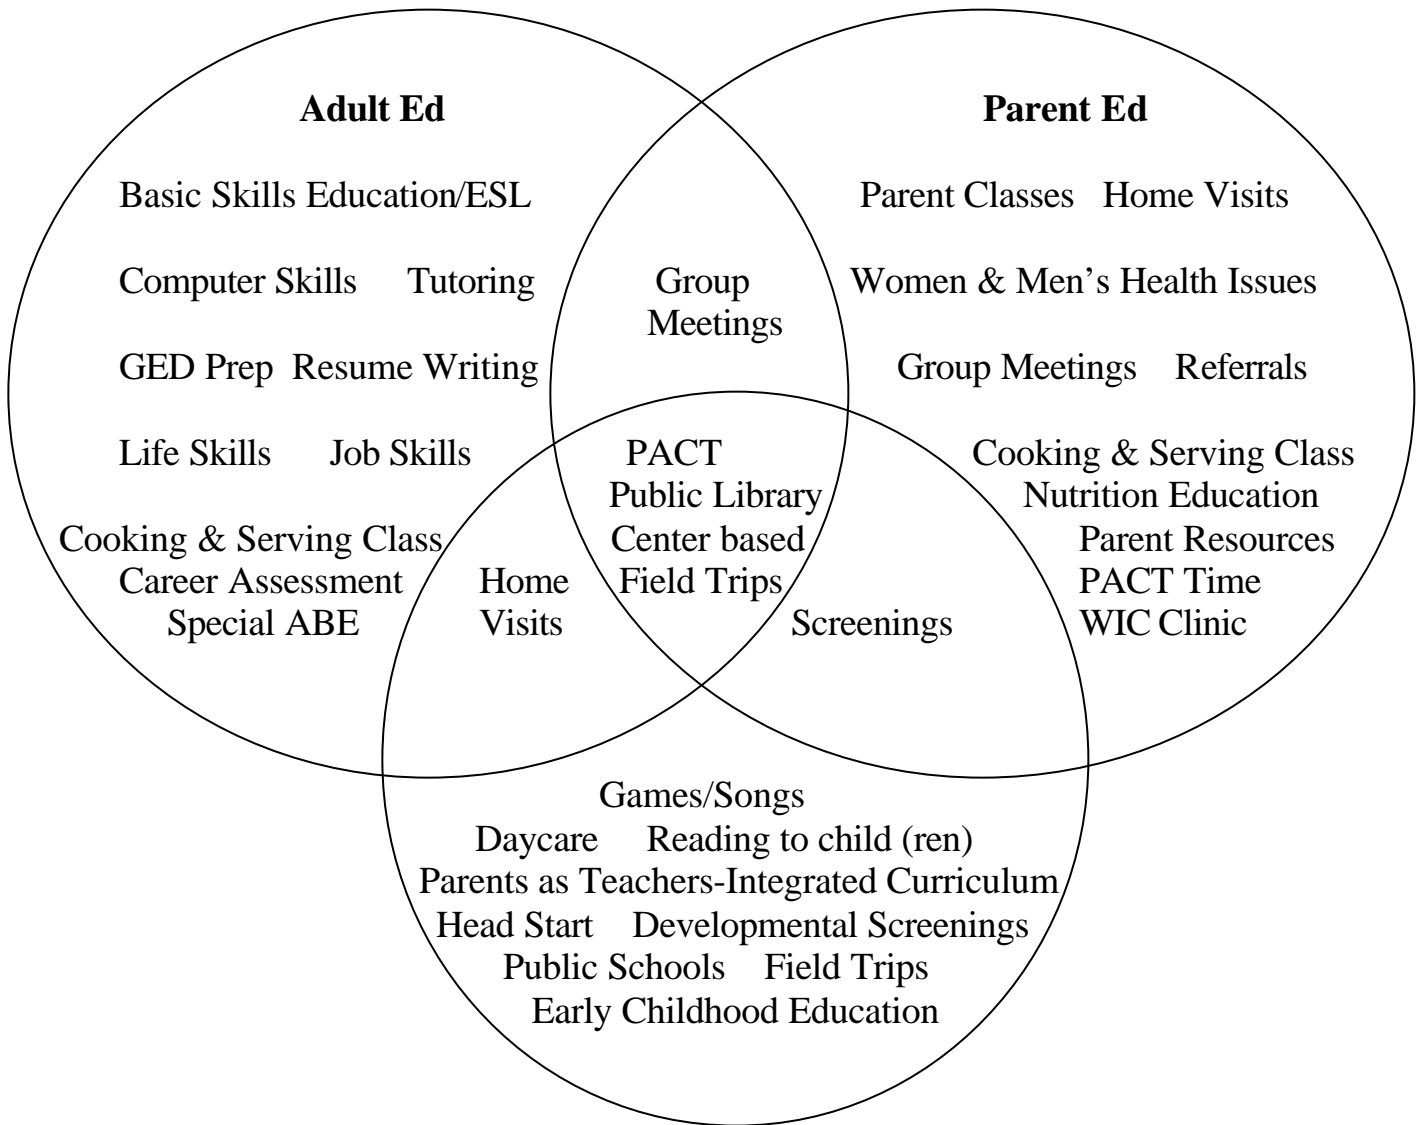 Adult Ed
Basic Skills Education/ESL
Computer Skills Tutoring
GED Prep Resume Writing
Life Skills Job Skills
Cooking & Serving Class
Career Assessment
Special ABE
Group
Meetings
Parent Ed
Parent Classes Home Visits
Women & Men’s Health Issues
Group Meetings Referrals
Cooking & Serving Class
Nutrition Education
Parent Resources
PACT Time
WIC Clinic
PACT
Public Library
Center based
Field Trips
Home
Visits
Screenings
Games/Songs
Daycare Reading to child (ren)
Parents as Teachers-Integrated Curriculum
Head Start Developmental Screenings
Public Schools Field Trips
Early Childhood Education